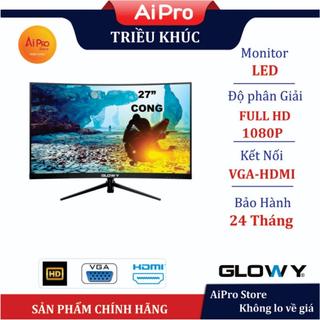 AiPro
TRIỀU KHÚC
AiPro
27"
CONG
GLOWY
Monitor
LED
Độ phân Giải
FULL HD
1080P
Kết Nối
VGA-HDMI
Bảo Hành
24 Tháng
HD
VGA
HDMI
GLOWY
SẢN PHẨM CHÍNH HÃNG
AiPro Store
Không lo về giá